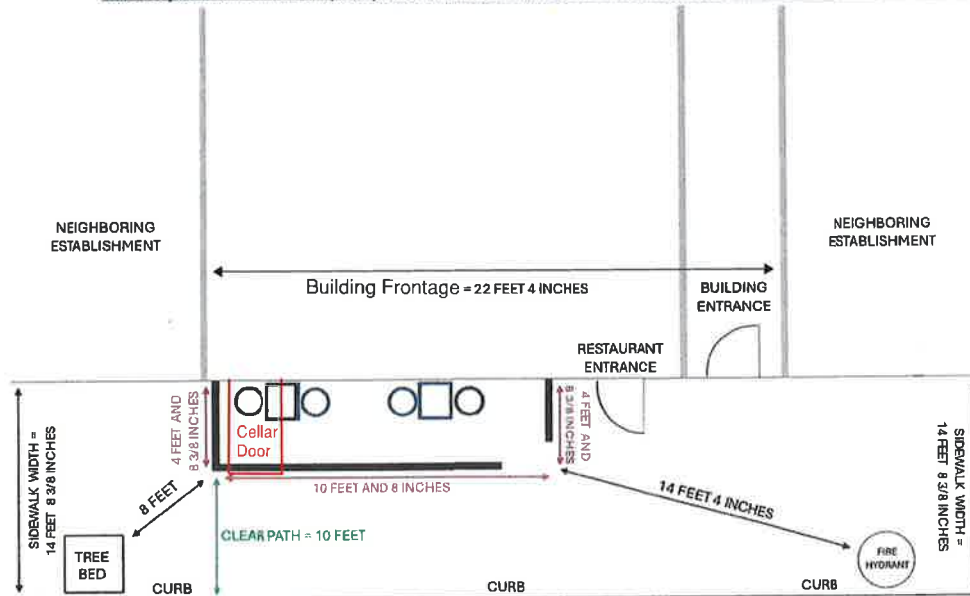 NEIGHBORING
ESTABLISHMENT
NEIGHBORING
ESTABLISHMENT
Building Frontage = 22 FEET 4 INCHES
BUILDING
ENTRANCE
RESTAURANT
ENTRANCE
SIDEWALK WIDTH =
14 FEET 8 3/8 INCHES
4 FEET AND
8 3/8 INCHES
Cellar
Door
4 FEET AND
8 3/8 INCHES
SIDEWALK WIDTH =
14 FEET 8 3/8 INCHES
10 FEET AND 8 INCHES
8 FEET
14 FEET 4 INCHES
CLEAR PATH = 10 FEET
TREE
BED
FIRE
HYDRANT
CURB
CURB
CURB